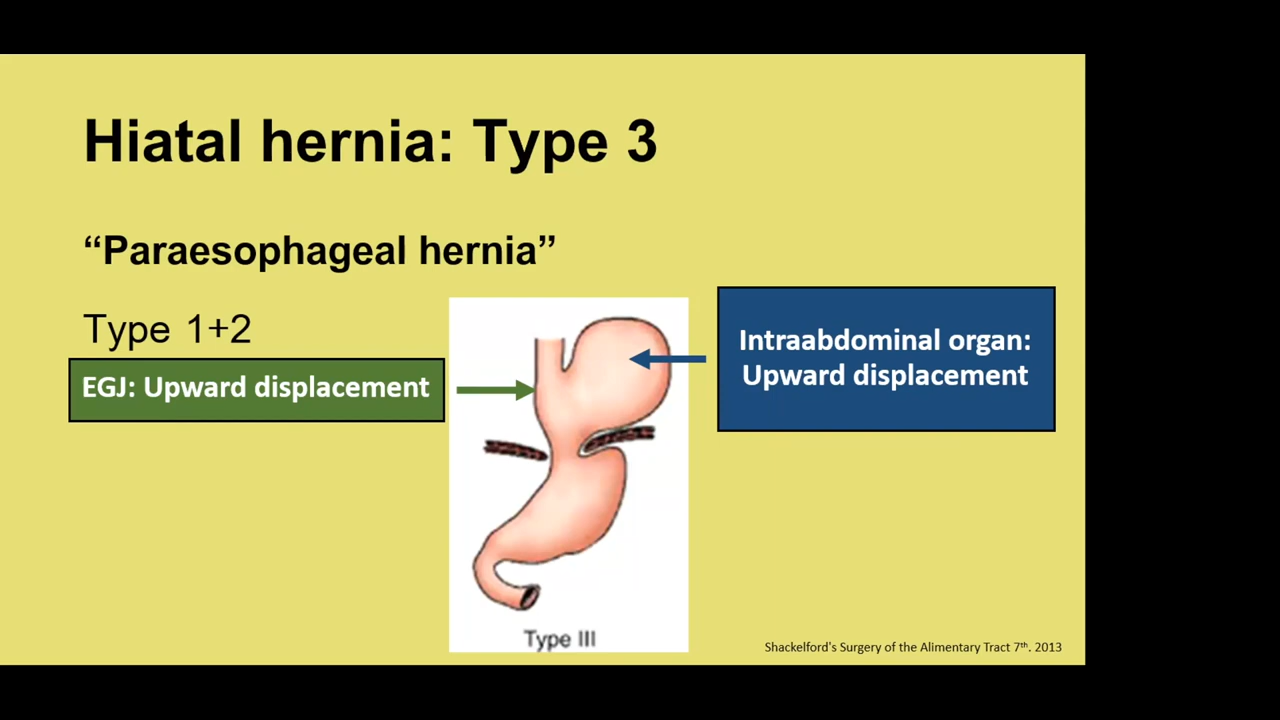 Hiatal hernia: Type 3
“Paraesophageal hernia”
Type 1+2
EGJ: Upward displacement
Intraabdominal organ:
Upward displacement
Type III
Shackelford's Surgery of the Alimentary Tract 7th. 2013